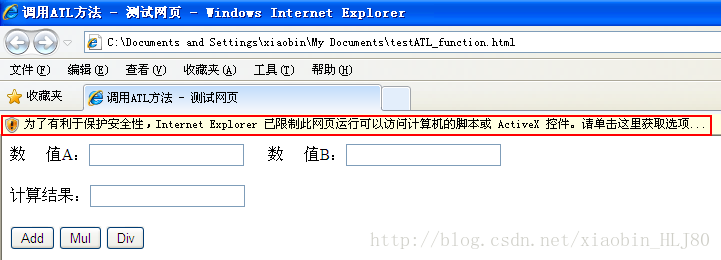 调用ATL方法 - 测试网页 - Windows Internet Explorer
C:\Documents and Settings\xiaobin\My Documents\testATL_function.html
文件(F) 编辑(E) 查看(V) 收藏夹(A) 工具(T) 帮助(H)
收藏夹 调用ATL方法 - 测试网页
为了有利于保护安全性，Internet Explorer 已限制此网页运行可以访问计算机的脚本或 ActiveX 控件。请单击这里获取选项...
数 值A： 数 值B：
计算结果：
Add Mul Div
http://blog.csdn.net/xiaobin_HLJ80